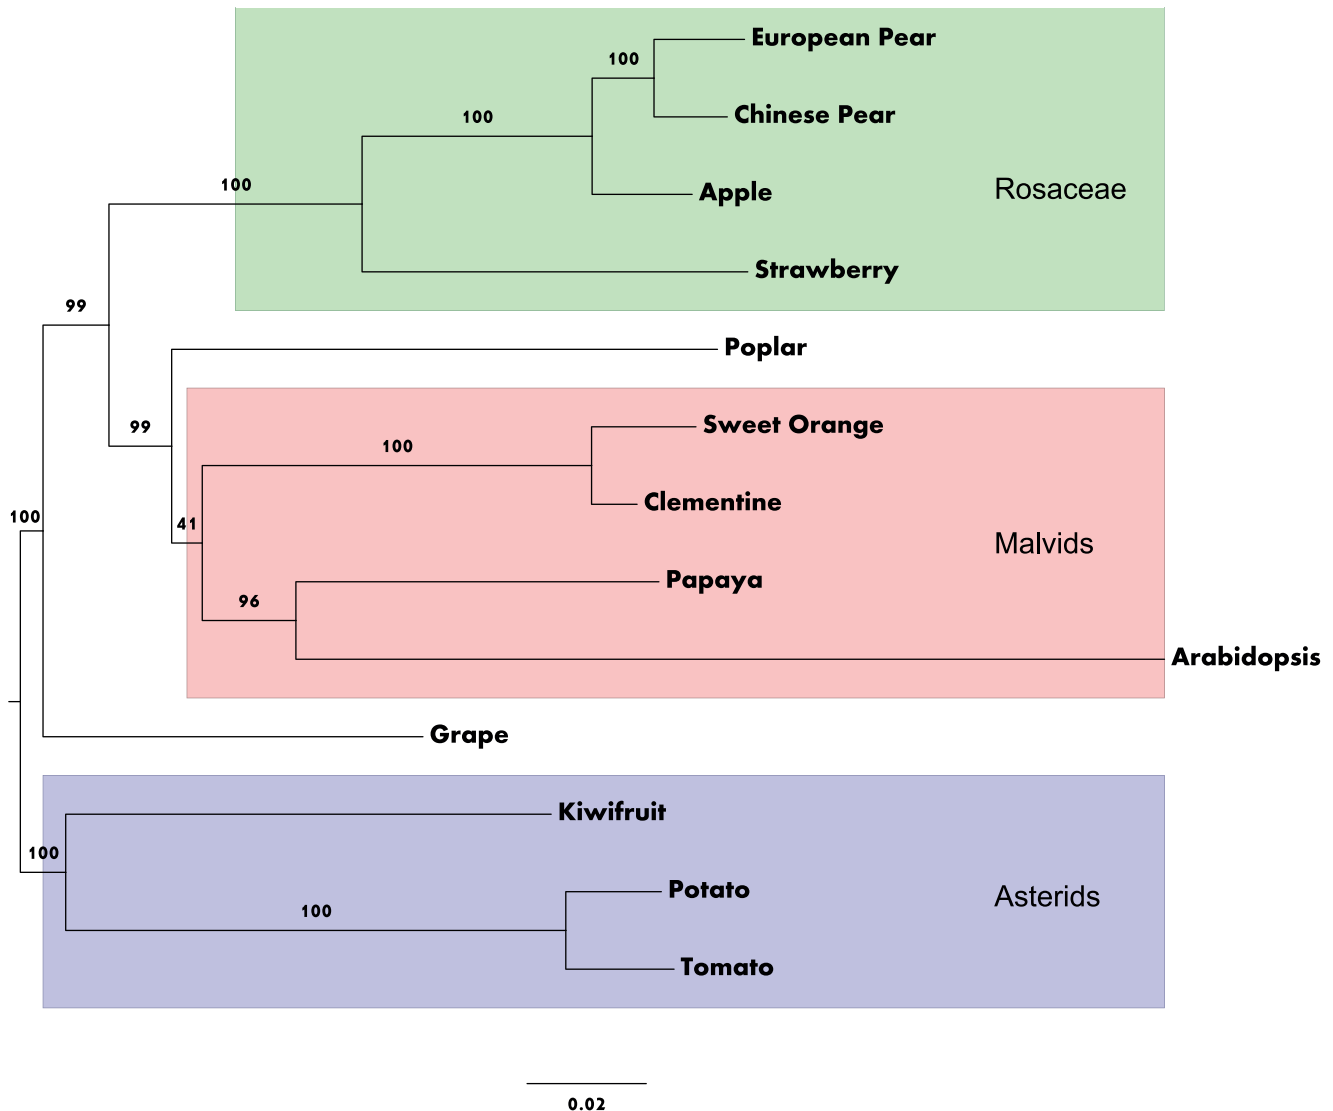 European Pear
100
Chinese Pear
100
100
Apple
Rosaceae
Strawberry
99
Poplar
99
Sweet Orange
100
Clementine
100
41
Malvids
Papaya
96
Arabidopsis
Grape
Kiwifruit
100
Potato
Asterids
100
Tomato
0.02